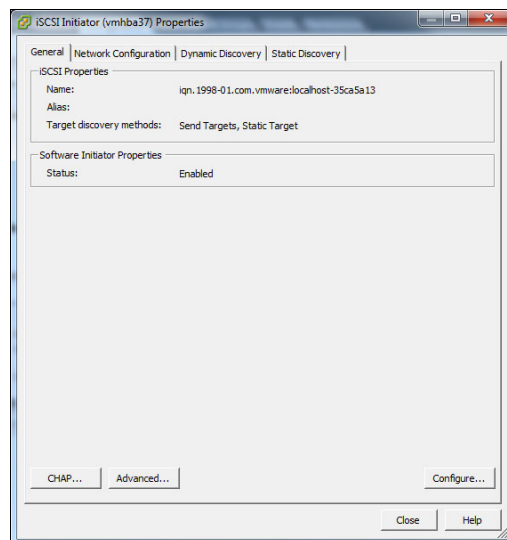 iSCSI Initiator (vmhba37) Properties
General Network Configuration Dynamic Discovery Static Discovery
iSCSI Properties
Name: iqn.1998-01.com.vmware:localhost-35ca5a13
Alias:
Target discovery methods: Send Targets, Static Target
Software Initiator Properties
Status: Enabled
CHAP... Advanced... Configure...
Close Help